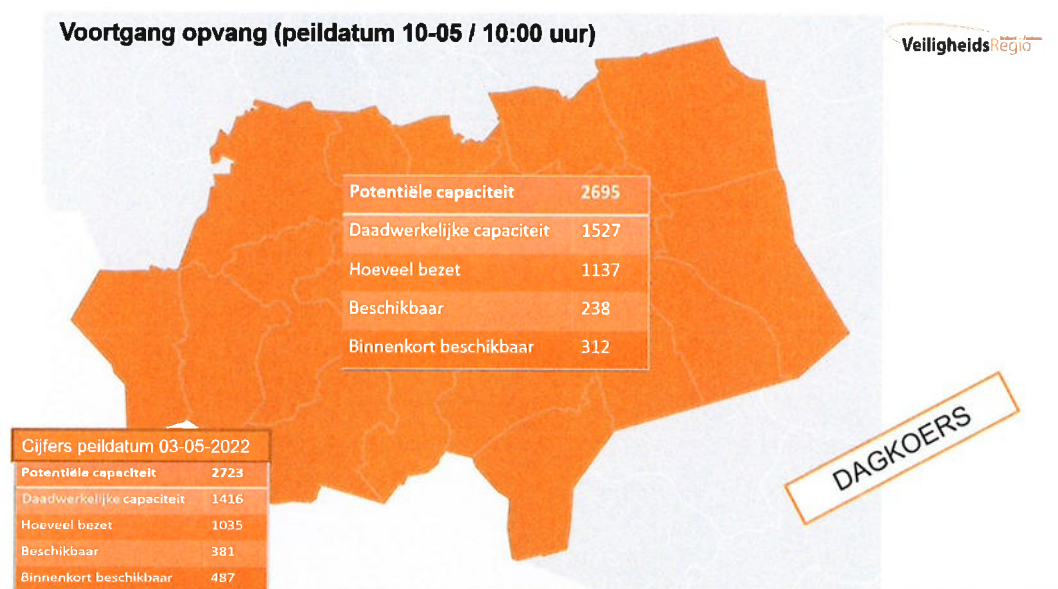 Voortgang opvang (peildatum 10-05 / 10:00 uur)
VeiligheidsRegio
Potentiële capaciteit 2695
Daadwerkelijke capaciteit 1527
Hoeveel bezet 1137
Beschikbaar 238
Binnenkort beschikbaar 312
DAGKOERS
Cijfers peildatum 03-05-2022
Potentiële capaciteit 2723
Daadwerkelijke capaciteit 1416
Hoeveel bezet 1035
Beschikbaar 381
Binnenkort beschikbaar 487